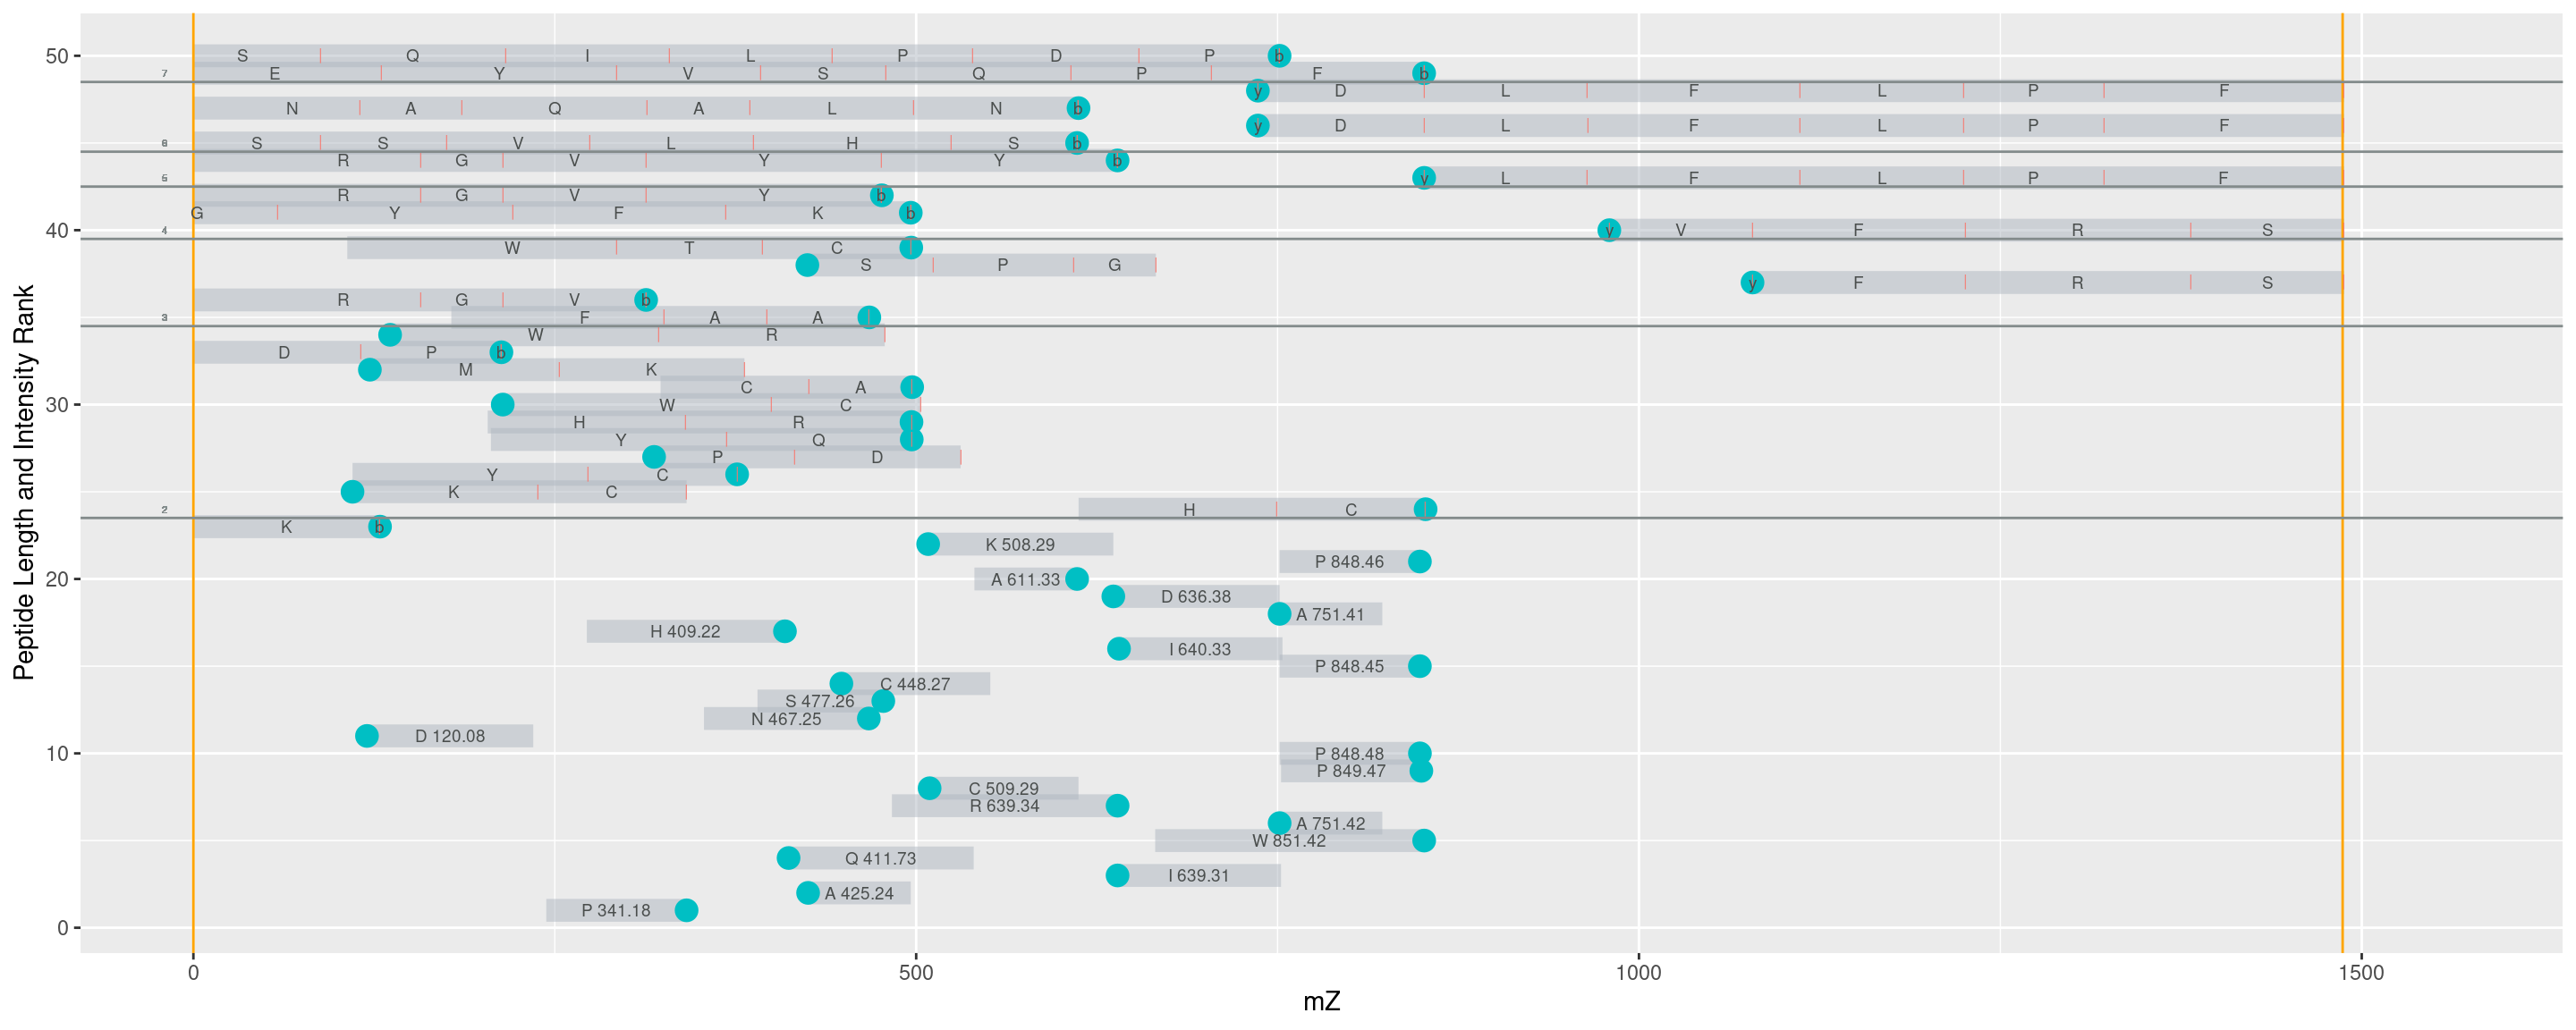 S Q I L P D P b
50
7 E Y V S Q P F b
y D L F L P F
N A Q A L N b
y D L F L P F
S S V L H S b
R G V Y Y b
y L F L P F
R G V Y b
G Y F K b
40
4 y V F R S
W T C
S P G
y F R S
R G V b
3 F A A
W R
D P b
M K
C A
30
W C
H R
Y Q
P D
Y C
K C
2 H C
K b
K 508.29
P 848.46
20
A 611.33
D 636.38
A 751.41
H 409.22
I 640.33
P 848.45
C 448.27
S 477.26
N 467.25
D 120.08
10
P 848.48
P 849.47
C 509.29
R 639.34
A 751.42
W 851.42
Q 411.73
I 639.31
A 425.24
P 341.18
0
0 500 1000 1500
mZ
Peptide Length and Intensity Rank